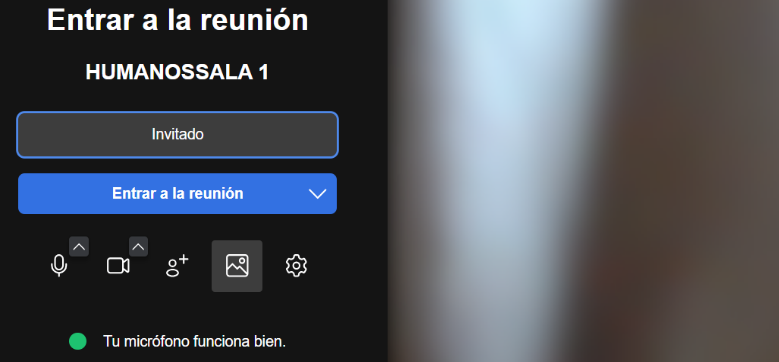 Entrar a la reunión
HUMANOSSALA 1
Invitado
Entrar a la reunión
Tu micrófono funciona bien.